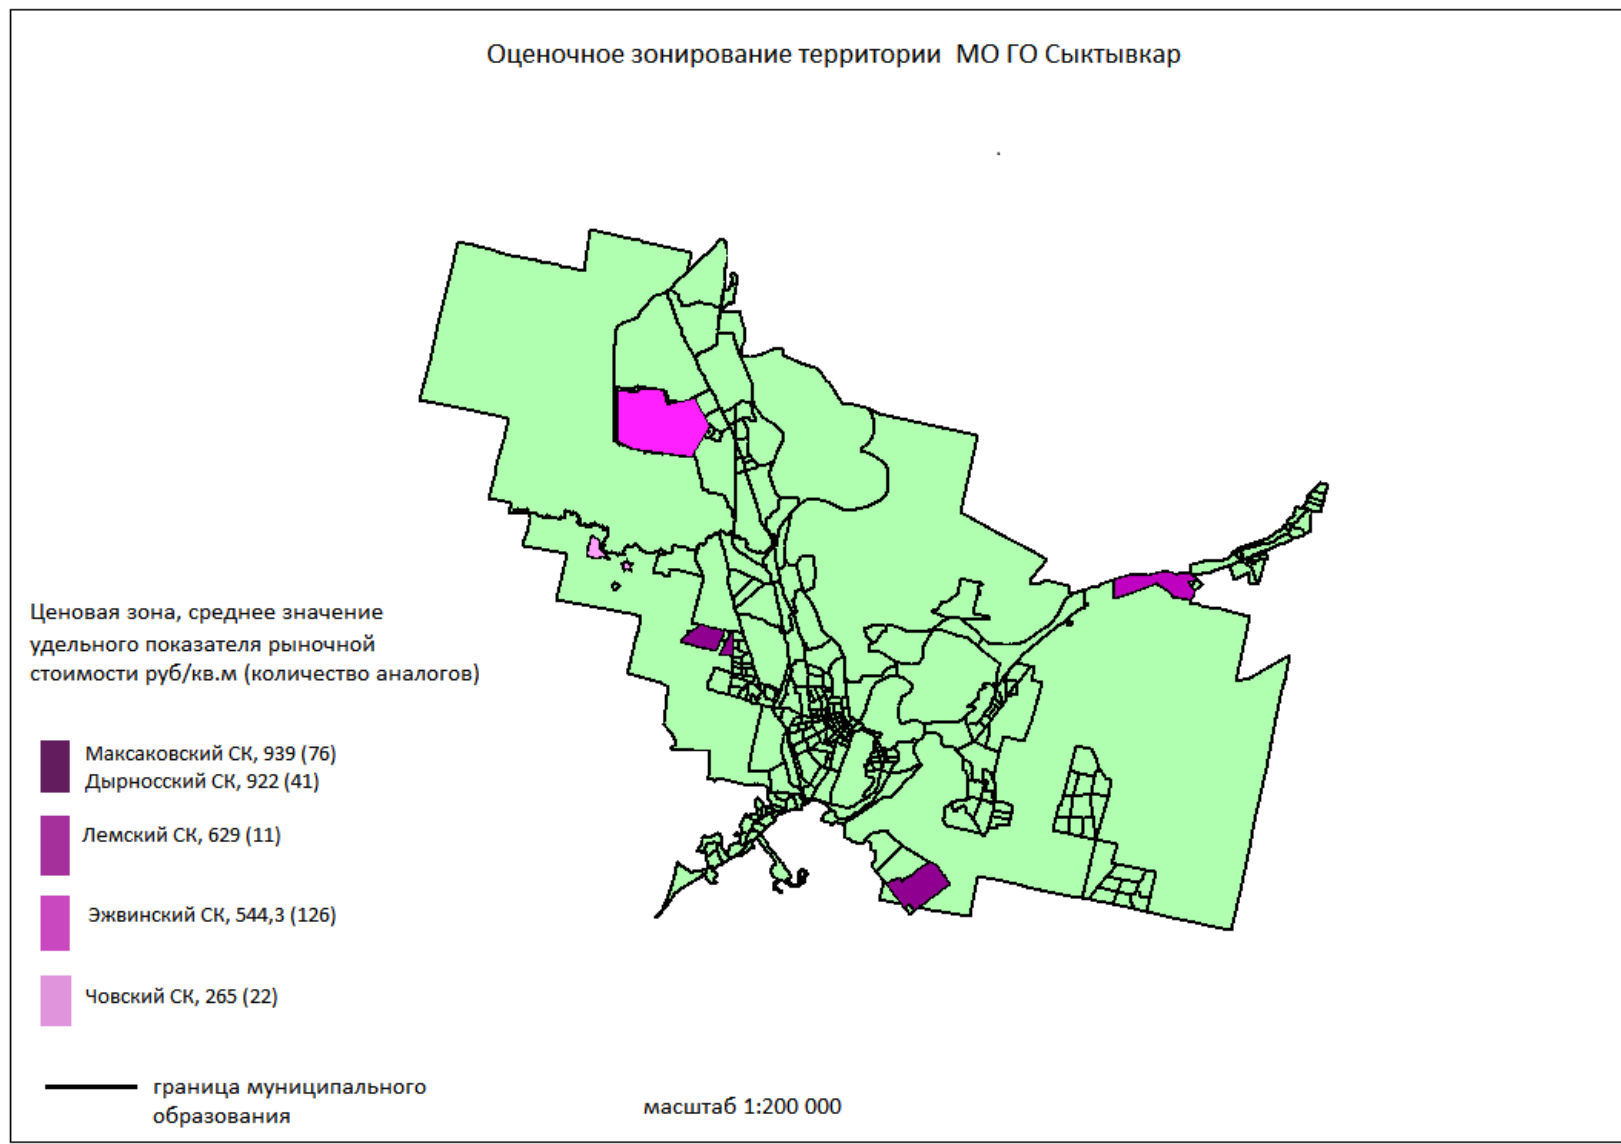 Оценочное зонирование территории МО ГО Сыктывкар
Ценовая зона, среднее значение
удельного показателя рыночной
стоимости руб/кв.м (количество аналогов)
Максаковский СК, 939 (76)
Дырносский СК, 922 (41)
Лемский СК, 629 (11)
Эжвинский СК, 544,3 (126)
Човский СК, 265 (22)
граница муниципального
образования
масштаб 1:200 000